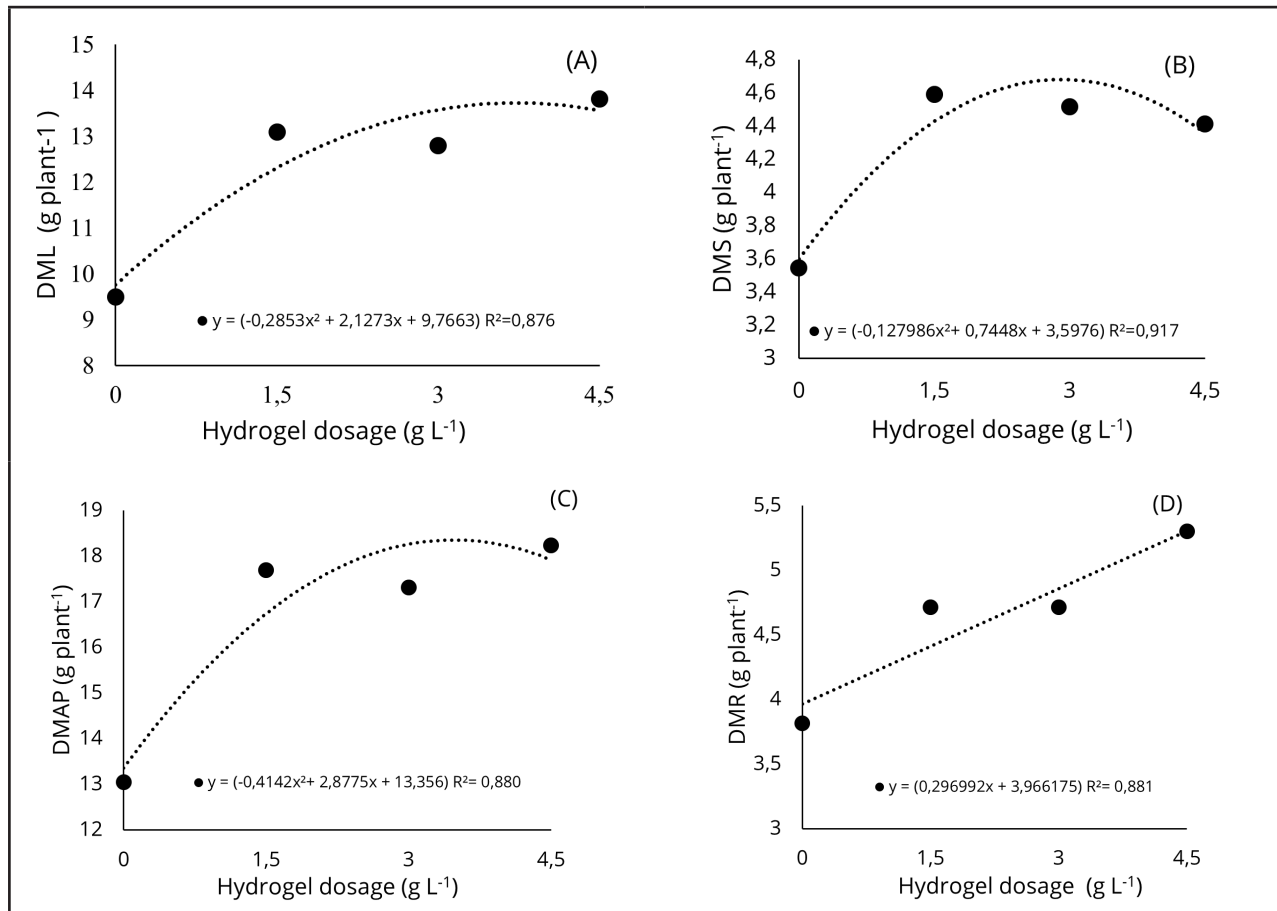 (A)
DML (g plant-1 )
15
14
13
12
11
10
9
8
● y = (-0,2853x² + 2,1273x + 9,7663) R²=0,876
0 1,5 3 4,5
Hydrogel dosage (g L⁻¹)
(B)
DMS (g plant⁻¹)
4,8
4,6
4,4
4,2
4
3,8
3,6
3,4
3,2
3
● y = (-0,127986x²+ 0,7448x + 3,5976) R²=0,917
0 1,5 3 4,5
Hydrogel dosage (g L⁻¹)
(C)
DMAP (g plant⁻¹)
19
18
17
16
15
14
13
12
● y = (-0,4142x²+ 2,8775x + 13,356) R²= 0,880
0 1,5 3 4,5
Hydrogel dosage (g L⁻¹)
(D)
DMR (g plant⁻¹)
5,5
5
4,5
4
3,5
3
● y = (0,296992x + 3,966175) R²= 0,881
0 1,5 3 4,5
Hydrogel dosage (g L⁻¹)